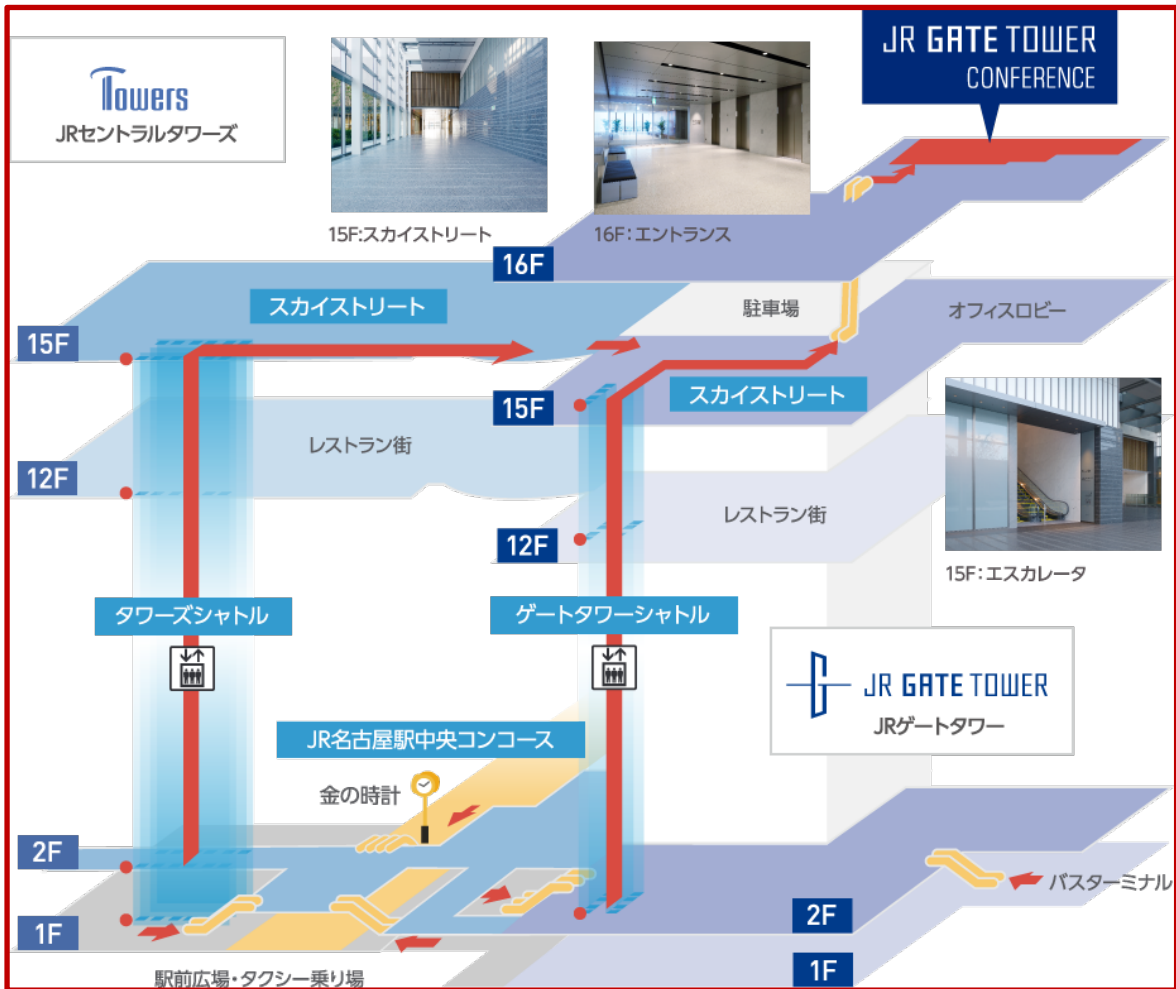 Towers
JRセントラルタワーズ
JR GATE TOWER
CONFERENCE
15F:スカイストリート
16F:エントランス
16F
スカイストリート
駐車場
オフィスロビー
15F
15F
スカイストリート
レストラン街
12F
レストラン街
12F
15F:エスカレータ
タワーズシャトル
ゲートタワーシャトル
JR GATE TOWER
JRゲートタワー
JR名古屋駅中央コンコース
金の時計
2F
バスターミナル
2F
1F
1F
駅前広場・タクシー乗り場